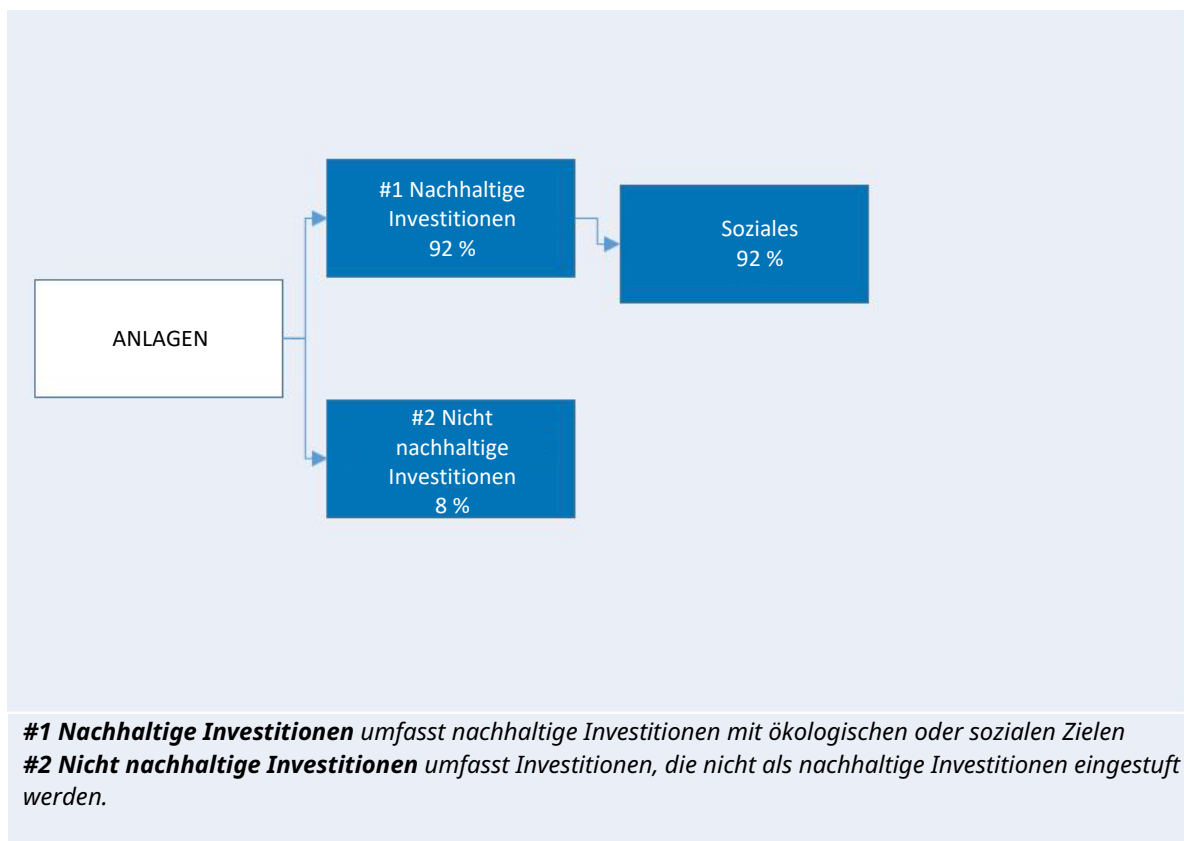 #1 Nachhaltige
Investitionen
92 %
Soziales
92 %
ANLAGEN
#2 Nicht
nachhaltige
Investitionen
8 %
#1 Nachhaltige Investitionen umfasst nachhaltige Investitionen mit ökologischen oder sozialen Zielen
#2 Nicht nachhaltige Investitionen umfasst Investitionen, die nicht als nachhaltige Investitionen eingestuft
werden.